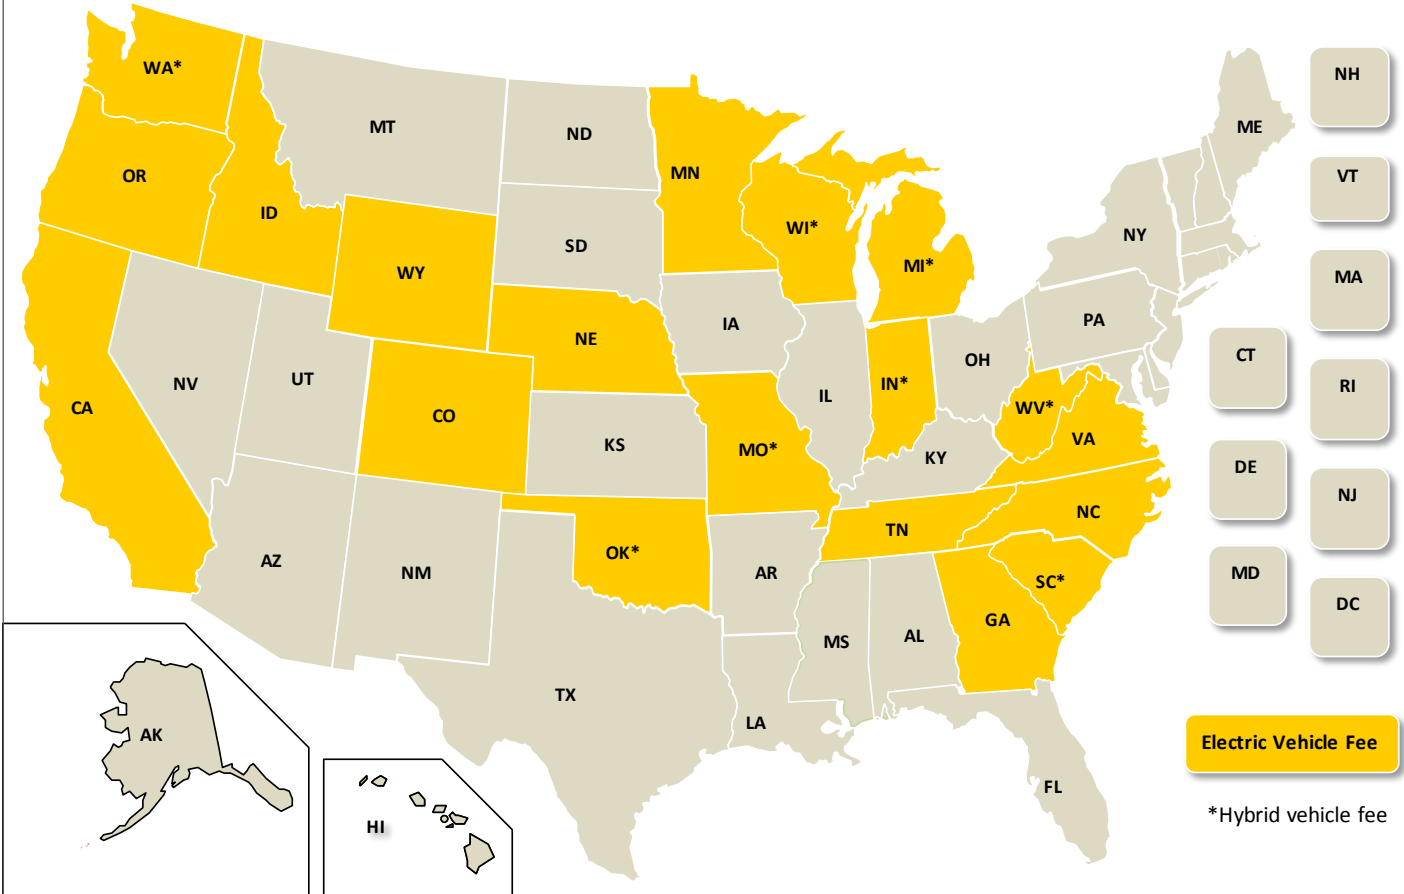 WA*
MT
ND
MN
ME
NH
OR
ID
WI*
NY
VT
WY
SD
MI*
MA
IA
PA
NE
OH
CT
NV
UT
CA
CO
IL
IN*
WV*
RI
KS
MO*
KY
VA
DE
NJ
AZ
NM
OK*
AR
TN
NC
SC*
MD
DC
MS
AL
GA
TX
LA
AK
HI
FL
Electric Vehicle Fee
*Hybrid vehicle fee